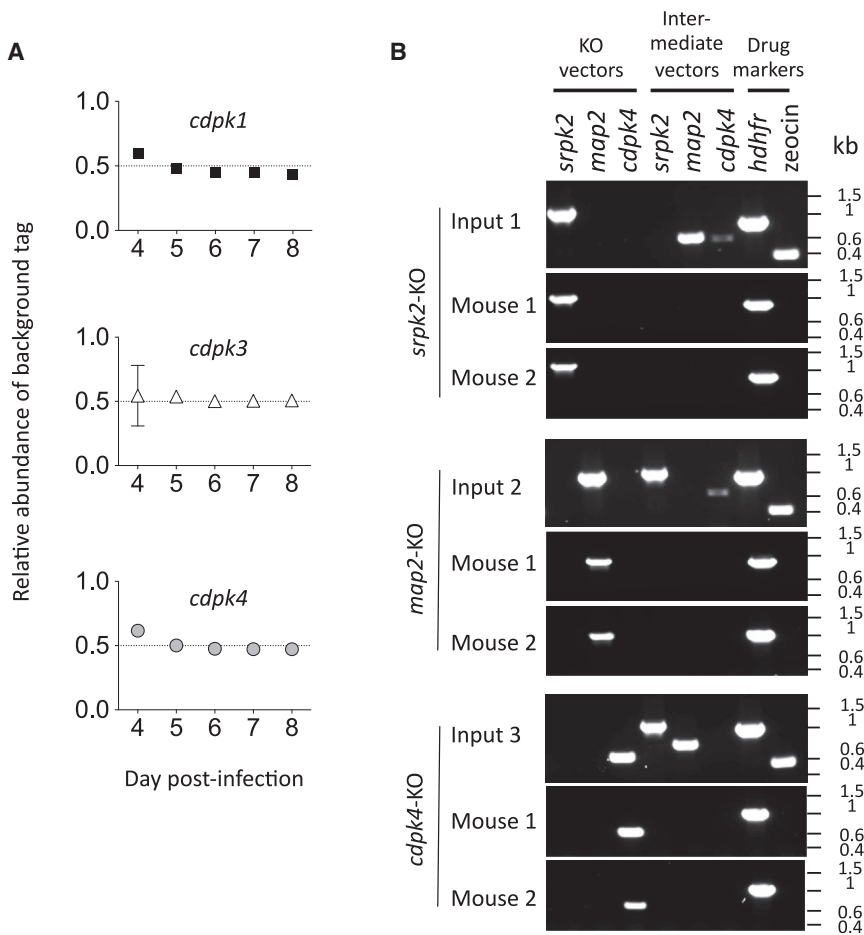 A
Relative abundance of background tag
1.0
0.5
0.0
cdpk1
4 5 6 7 8
1.0
0.5
0.0
cdpk3
4 5 6 7 8
1.0
0.5
0.0
cdpk4
4 5 6 7 8
Day post-infection
B
KO
vectors
Inter-
mediate
vectors
Drug
markers
srpk2
map2
cdpk4
srpk2
map2
cdpk4
hdhfr
zeocin
kb
srpk2-KO
Input 1
1.5
1
0.6
0.4
Mouse 1
1.5
1
0.6
0.4
Mouse 2
1.5
1
0.6
0.4
map2-KO
Input 2
1.5
1
0.6
0.4
Mouse 1
1.5
1
0.6
0.4
Mouse 2
1.5
1
0.6
0.4
cdpk4-KO
Input 3
1.5
1
0.6
0.4
Mouse 1
1.5
1
0.6
0.4
Mouse 2
1.5
1
0.6
0.4